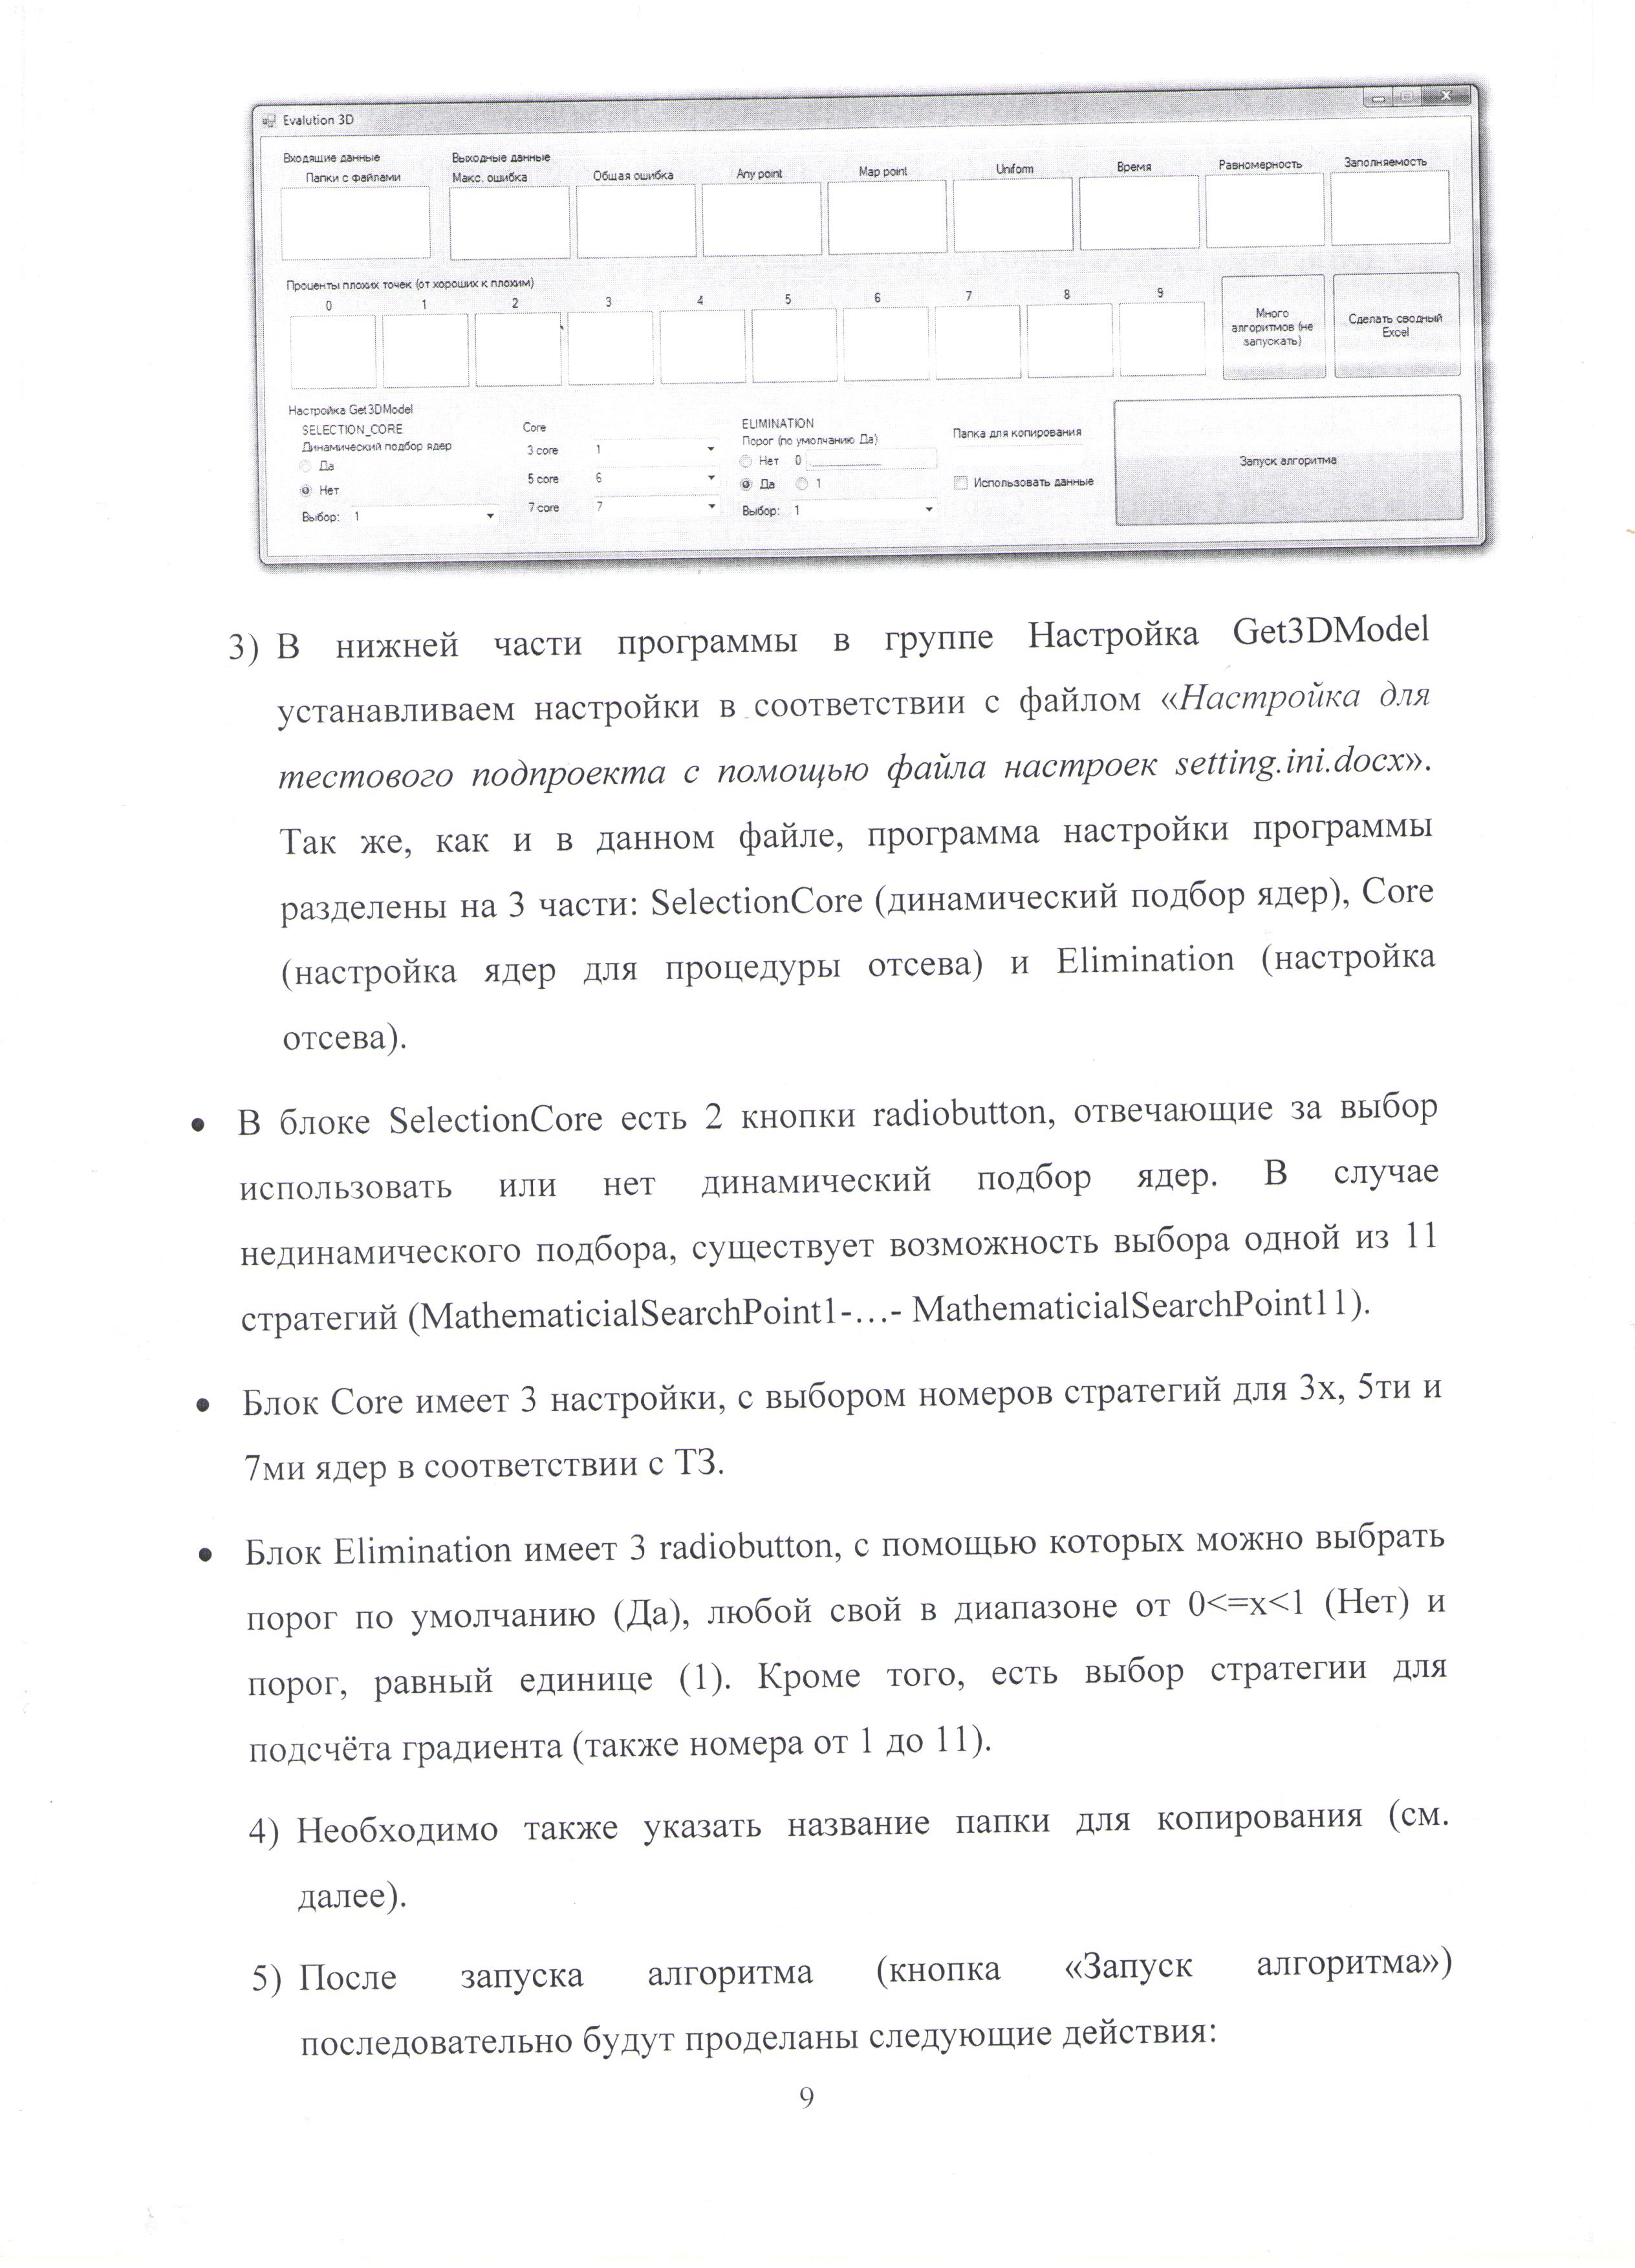 Evalution 3D
Входящие данные
Выходные данные
Папки с файлами
Макс. ошибка
Общая ошибка
Any point
Map point
Uniform
Время
Равномерность
Заполняемость
Проценты плохих точек (от хороших к плохим)
0 1 2 3 4 5 6 7 8 9
Много алгоритмов (не запускать)
Сделать сводный Excel
Настройка Get3DModel
SELECTION_CORE
Динамический подбор ядер
Да
Нет
Выбор: 1
Core
3 core 1
5 core 6
7 core 7
ELIMINATION
Порог (по умолчанию Да)
Нет 0
Да 1
Выбор: 1
Папка для копирования
Использовать данные
Запуск алгоритма
3) В нижней части программы в группе Настройка Get3DModel
устанавливаем настройки в соответствии с файлом «Настройка для
тестового подпроекта с помощью файла настроек setting.ini.docx».
Так же, как и в данном файле, программа настройки программы
разделены на 3 части: SelectionCore (динамический подбор ядер), Core
(настройка ядер для процедуры отсева) и Elimination (настройка
отсева).
• В блоке SelectionCore есть 2 кнопки radiobutton, отвечающие за выбор
использовать или нет динамический подбор ядер. В случае
нединамического подбора, существует возможность выбора одной из 11
стратегий (MathematicialSearchPoint1-...- MathematicialSearchPoint11).
• Блок Core имеет 3 настройки, с выбором номеров стратегий для 3х, 5ти и
7ми ядер в соответствии с ТЗ.
• Блок Elimination имеет 3 radiobutton, с помощью которых можно выбрать
порог по умолчанию (Да), любой свой в диапазоне от 0<=x<1 (Нет) и
порог, равный единице (1). Кроме того, есть выбор стратегии для
подсчёта градиента (также номера от 1 до 11).
4) Необходимо также указать название папки для копирования (см.
далее).
5) После запуска алгоритма (кнопка «Запуск алгоритма»)
последовательно будут проделаны следующие действия:
9